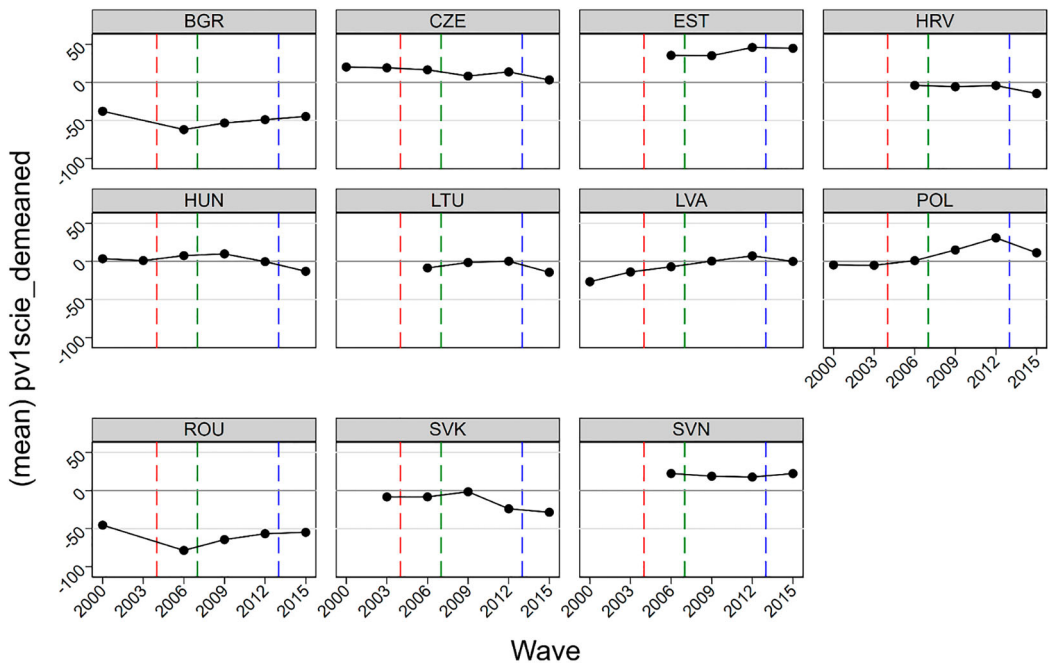 (mean) pv1scie_demeaned
BGR CZE EST HRV
50
0
-50
-100
HUN LTU LVA POL
50
0
-50
-100
2000 2003 2006 2009 2012 2015
ROU SVK SVN
50
0
-50
-100
2000 2003 2006 2009 2012 2015 2000 2003 2006 2009 2012 2015 2000 2003 2006 2009 2012 2015
Wave